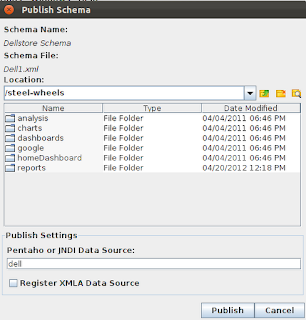 Publish Schema
Schema Name:
Dellstore Schema
Schema File:
Dell1.xml
Location:
/steel-wheels
Name Type Date Modified
analysis File Folder 04/04/2011 06:46 PM
charts File Folder 04/04/2011 06:46 PM
dashboards File Folder 04/04/2011 06:46 PM
google File Folder 04/04/2011 06:46 PM
homeDashboard File Folder 04/04/2011 06:46 PM
reports File Folder 04/20/2012 12:18 PM
Publish Settings
Pentaho or JNDI Data Source:
dell
Register XMLA Data Source
Publish Cancel